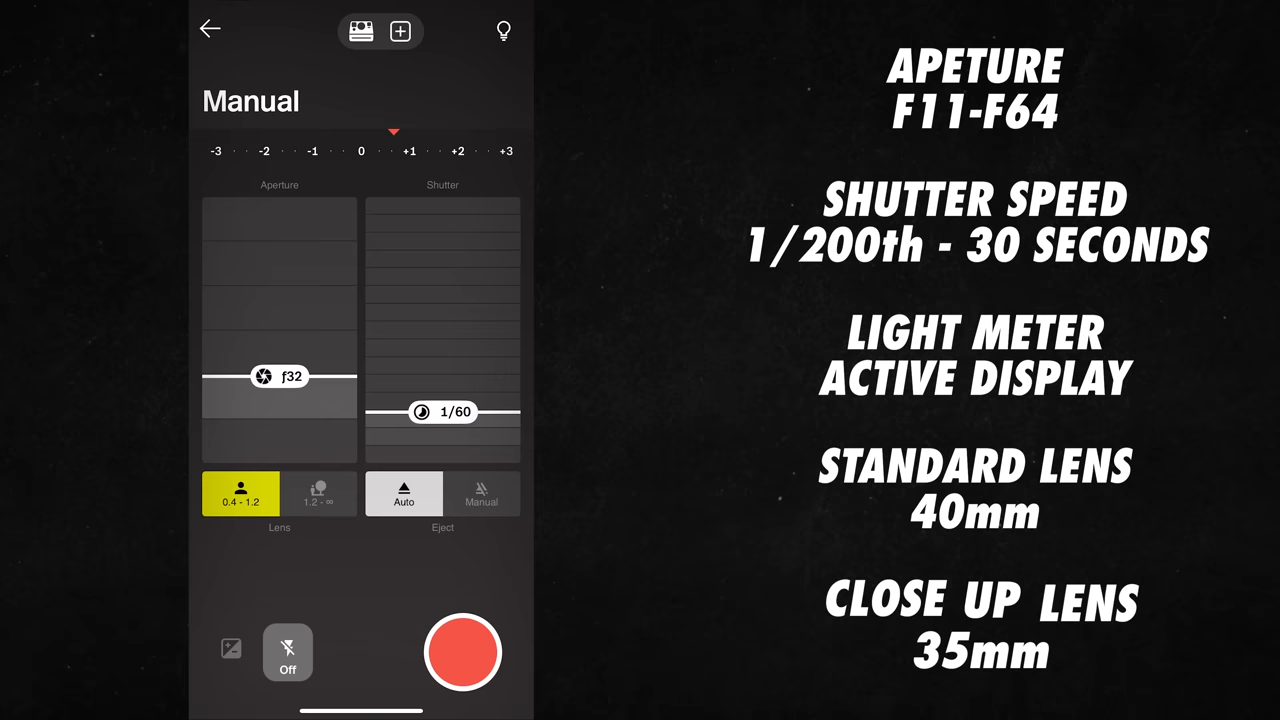 Manual
-3 · · -2 · · -1 · · 0 · · +1 · · +2 · · +3
Aperture
Shutter
ƒ32
1/60
0.4 - 1.2
1.2 - ∞
Auto
Manual
Lens
Eject
Off
APETURE
F11-F64
SHUTTER SPEED
1/200th - 30 SECONDS
LIGHT METER
ACTIVE DISPLAY
STANDARD LENS
40mm
CLOSE UP LENS
35mm